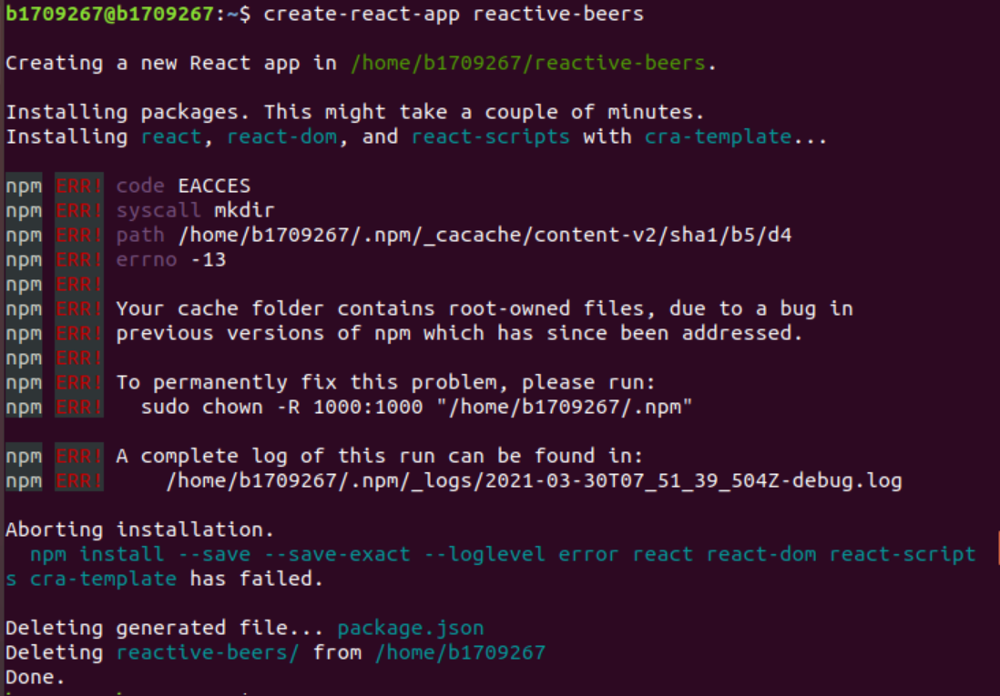 b1709267@b1709267:~$ create-react-app reactive-beers
Creating a new React app in /home/b1709267/reactive-beers.
Installing packages. This might take a couple of minutes.
Installing react, react-dom, and react-scripts with cra-template...
npm ERR! code EACCES
npm ERR! syscall mkdir
npm ERR! path /home/b1709267/.npm/_cacache/content-v2/sha1/b5/d4
npm ERR! errno -13
npm ERR!
npm ERR! Your cache folder contains root-owned files, due to a bug in
npm ERR! previous versions of npm which has since been addressed.
npm ERR!
npm ERR! To permanently fix this problem, please run:
npm ERR!   sudo chown -R 1000:1000 "/home/b1709267/.npm"
npm ERR! A complete log of this run can be found in:
npm ERR!     /home/b1709267/.npm/_logs/2021-03-30T07_51_39_504Z-debug.log
Aborting installation.
  npm install --save --save-exact --loglevel error react react-dom react-script
s cra-template has failed.
Deleting generated file... package.json
Deleting reactive-beers/ from /home/b1709267
Done.